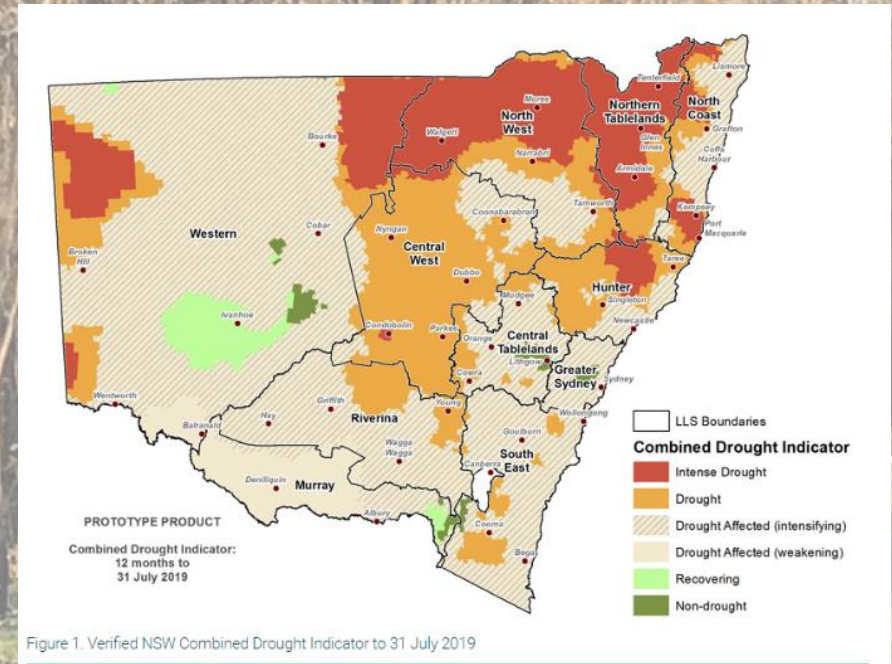 Lismore
Tenterfield
North
Coast
Northern
Tablelands
Moree
North
West
Walgett
Glen
Innes
Grafton
Bourke
Narrabri
Coffs
Harbour
Armidale
Tamworth
Kempsey
Coonabarabran
Port
Macquarie
Western
Cobar
Nyngan
Central
West
Broken
Hill
Taree
Dubbo
Hunter
Singleton
Mudgee
Ivanhoe
Newcastle
Condobolin
Parkes
Orange
Central
Tablelands
Lithgow
Greater
Sydney
Cowra
Sydney
Wentworth
Griffith
Young
Hay
Riverina
Wollongong
Balranald
Goulburn
Wagga
Wagga
South
East
Canberra
Deniliquin
Murray
Albury
Cooma
Bega
LLS Boundaries
Combined Drought Indicator
Intense Drought
Drought
Drought Affected (intensifying)
Drought Affected (weakening)
Recovering
Non-drought
PROTOTYPE PRODUCT
Combined Drought Indicator:
12 months to
31 July 2019
Figure 1. Verified NSW Combined Drought Indicator to 31 July 2019